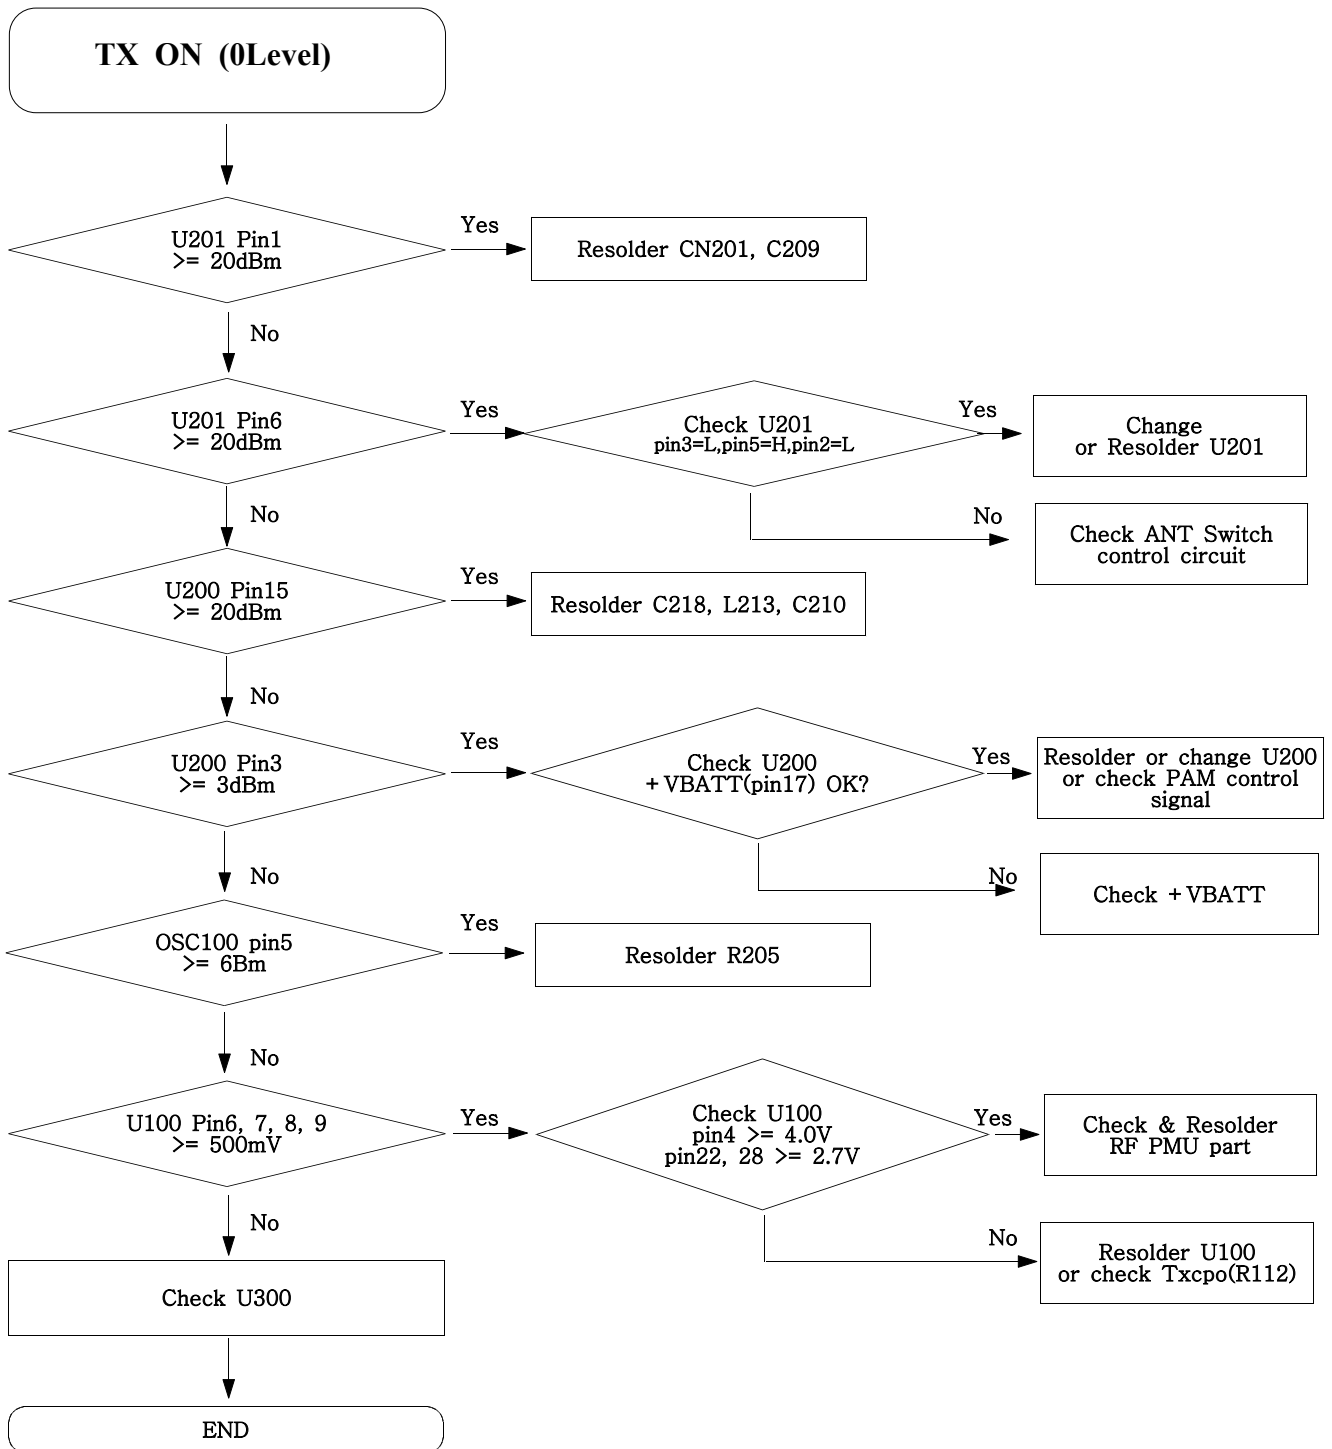 TX ON (0Level)
U201 Pin1
>= 20dBm
Yes
Resolder CN201, C209
No
U201 Pin6
>= 20dBm
Yes
Check U201
pin3=L,pin5=H,pin2=L
Yes
Change
or Resolder U201
No
Check ANT Switch
control circuit
No
U200 Pin15
>= 20dBm
Yes
Resolder C218, L213, C210
No
U200 Pin3
>= 3dBm
Yes
Check U200
+VBATT(pin17) OK?
Yes
Resolder or change U200
or check PAM control
signal
No
Check +VBATT
No
OSC100 pin5
>= 6Bm
Yes
Resolder R205
No
U100 Pin6, 7, 8, 9
>= 500mV
Yes
Check U100
pin4 >= 4.0V
pin22, 28 >= 2.7V
Yes
Check & Resolder
RF PMU part
No
Resolder U100
or check Txcpo(R112)
No
Check U300
END